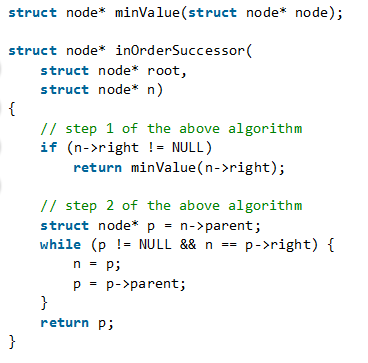 struct node* minValue(struct node* node);

struct node* inOrderSuccessor(
    struct node* root,
    struct node* n)
{
    // step 1 of the above algorithm
    if (n->right != NULL)
        return minValue(n->right);

    // step 2 of the above algorithm
    struct node* p = n->parent;
    while (p != NULL && n == p->right) {
        n = p;
        p = p->parent;
    }
    return p;
}